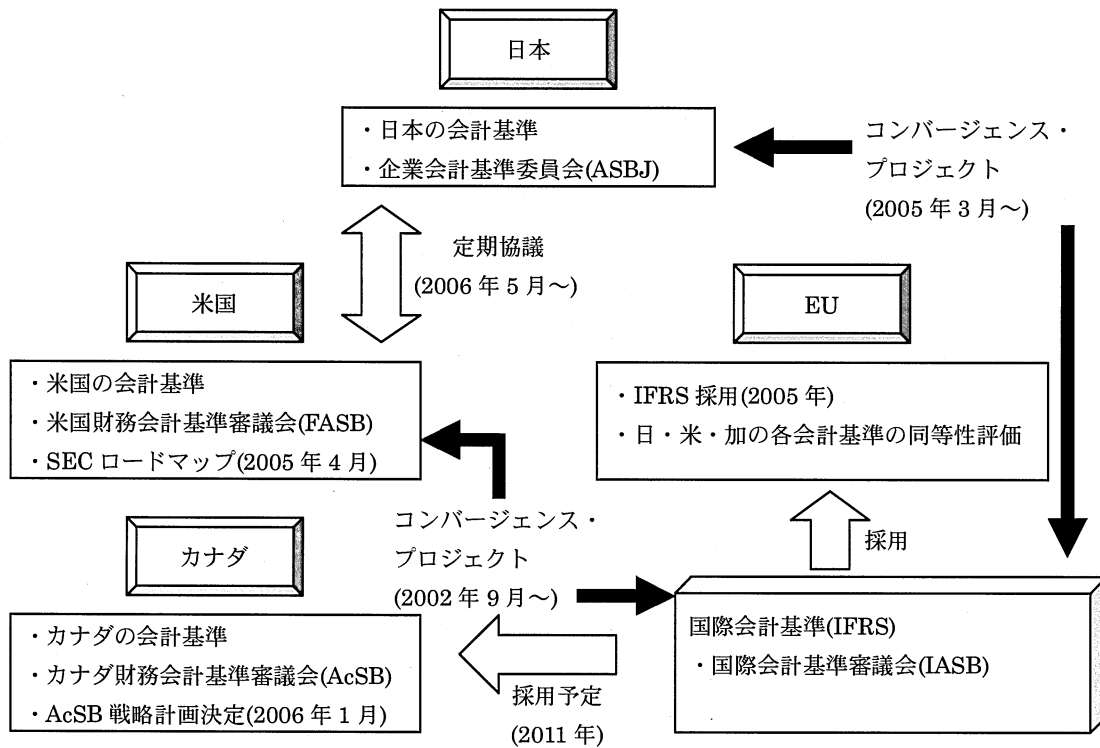 日本
・日本の会計基準
・企業会計基準委員会(ASBJ)
コンバージェンス・
プロジェクト
(2005年3月～)
定期協議
(2006年5月～)
米国
・米国の会計基準
・米国財務会計基準審議会(FASB)
・SECロードマップ(2005年4月)
EU
・IFRS採用(2005年)
・日・米・加の各会計基準の同等性評価
コンバージェンス・
プロジェクト
(2002年9月～)
採用
カナダ
・カナダの会計基準
・カナダ財務会計基準審議会(AcSB)
・AcSB戦略計画決定(2006年1月)
採用予定
(2011年)
国際会計基準(IFRS)
・国際会計基準審議会(IASB)